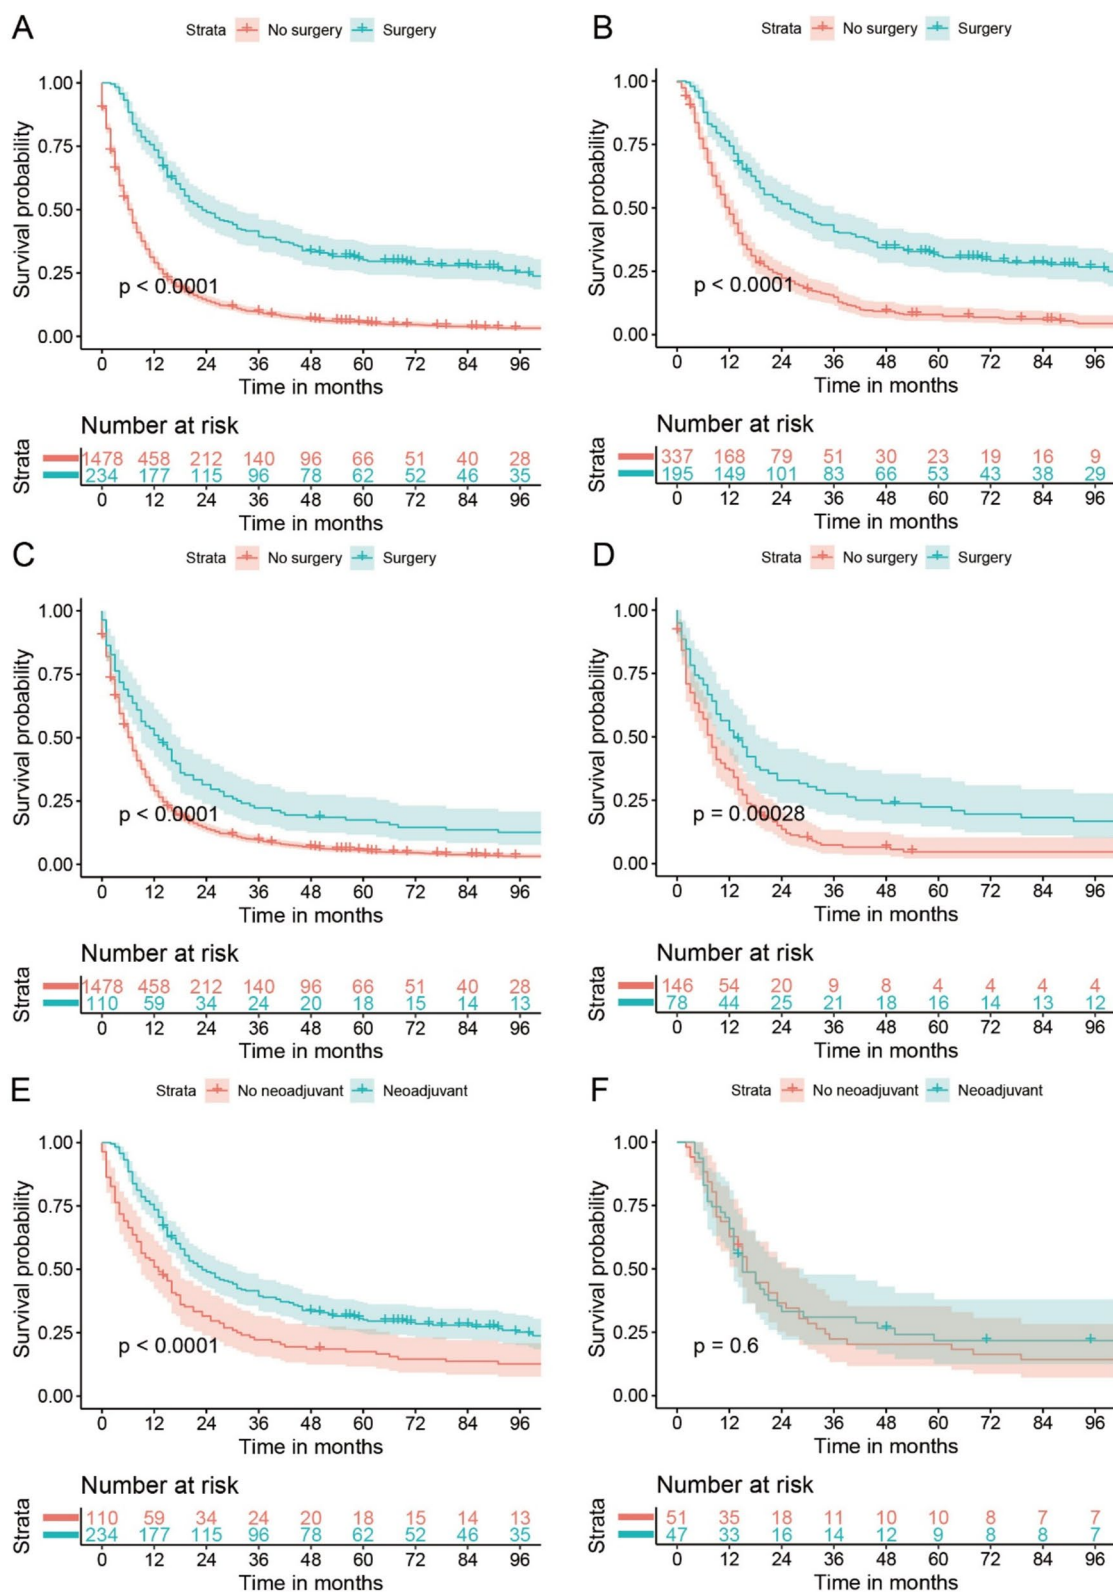 A
Strata No surgery Surgery
Survival probability
1.00
0.75
0.50
0.25
0.00
p < 0.0001
0 12 24 36 48 60 72 84 96
Time in months
Number at risk
Strata
1478 458 212 140 96 66 51 40 28
234 177 115 96 78 62 52 46 35
0 12 24 36 48 60 72 84 96
Time in months
B
Strata No surgery Surgery
Survival probability
1.00
0.75
0.50
0.25
0.00
p < 0.0001
0 12 24 36 48 60 72 84 96
Time in months
Number at risk
Strata
337 168 79 51 30 23 19 16 9
195 149 101 83 66 53 43 38 29
0 12 24 36 48 60 72 84 96
Time in months
C
Strata No surgery Surgery
Survival probability
1.00
0.75
0.50
0.25
0.00
p < 0.0001
0 12 24 36 48 60 72 84 96
Time in months
Number at risk
Strata
1478 458 212 140 96 66 51 40 28
110 59 34 24 20 18 15 14 13
0 12 24 36 48 60 72 84 96
Time in months
D
Strata No surgery Surgery
Survival probability
1.00
0.75
0.50
0.25
0.00
p = 0.00028
0 12 24 36 48 60 72 84 96
Time in months
Number at risk
Strata
146 54 20 9 8 4 4 4 4
78 44 25 21 18 16 14 13 12
0 12 24 36 48 60 72 84 96
Time in months
E
Strata No neoadjuvant Neoadjuvant
Survival probability
1.00
0.75
0.50
0.25
0.00
p < 0.0001
0 12 24 36 48 60 72 84 96
Time in months
Number at risk
Strata
110 59 34 24 20 18 15 14 13
234 177 115 96 78 62 52 46 35
0 12 24 36 48 60 72 84 96
Time in months
F
Strata No neoadjuvant Neoadjuvant
Survival probability
1.00
0.75
0.50
0.25
0.00
p = 0.6
0 12 24 36 48 60 72 84 96
Time in months
Number at risk
Strata
51 35 18 11 10 10 8 7 7
47 33 16 14 12 9 8 8 7
0 12 24 36 48 60 72 84 96
Time in months